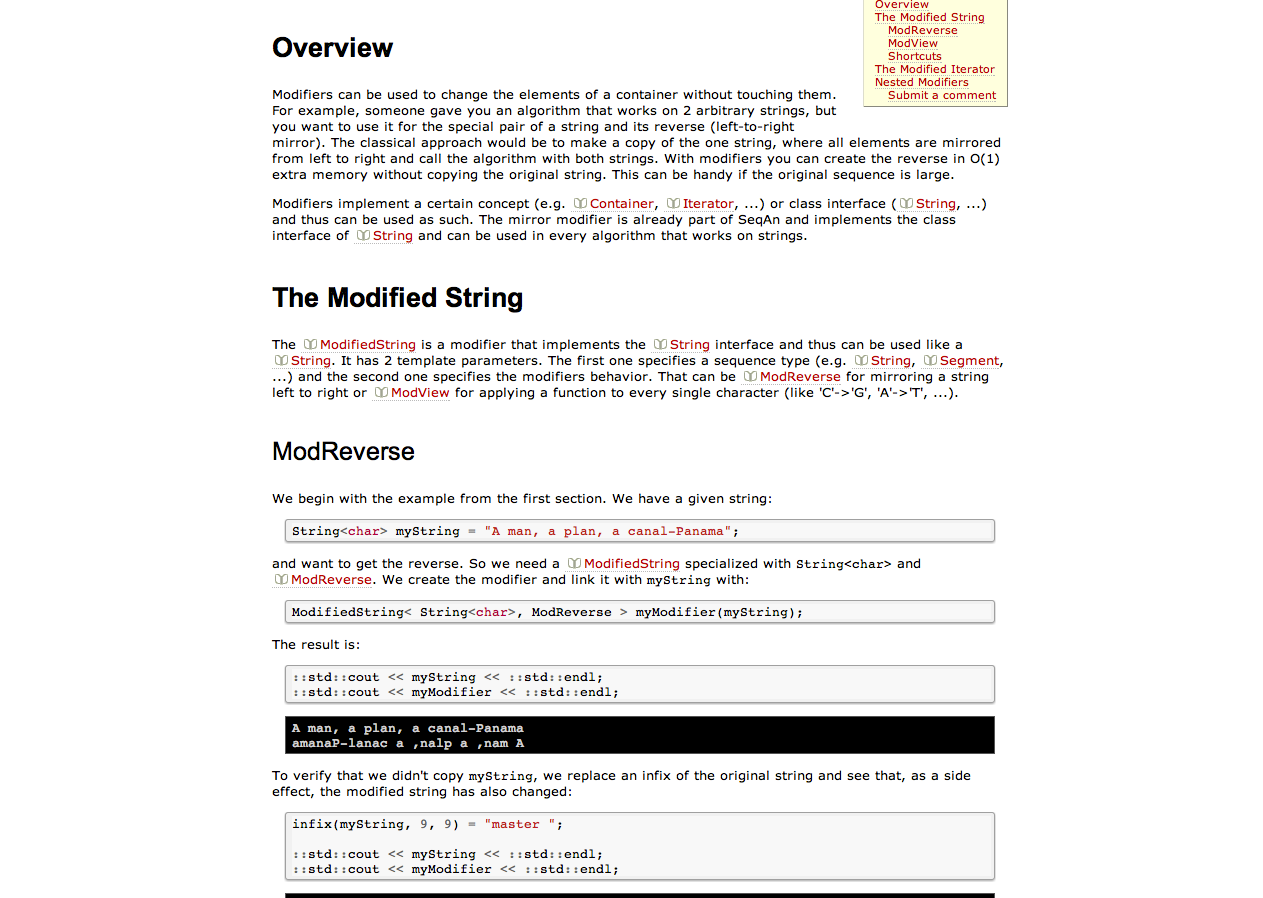 Overview
The Modified String
ModReverse
ModView
Shortcuts
The Modified Iterator
Nested Modifiers
Submit a comment
Overview
Modifiers can be used to change the elements of a container without touching them.
For example, someone gave you an algorithm that works on 2 arbitrary strings, but
you want to use it for the special pair of a string and its reverse (left-to-right
mirror). The classical approach would be to make a copy of the one string, where all elements are mirrored
from left to right and call the algorithm with both strings. With modifiers you can create the reverse in O(1)
extra memory without copying the original string. This can be handy if the original sequence is large.
Modifiers implement a certain concept (e.g. Container, Iterator, ...) or class interface (String, ...)
and thus can be used as such. The mirror modifier is already part of SeqAn and implements the class
interface of String and can be used in every algorithm that works on strings.
The Modified String
The ModifiedString is a modifier that implements the String interface and thus can be used like a
String. It has 2 template parameters. The first one specifies a sequence type (e.g. String, Segment,
...) and the second one specifies the modifiers behavior. That can be ModReverse for mirroring a string
left to right or ModView for applying a function to every single character (like 'C'->'G', 'A'->'T', ...).
ModReverse
We begin with the example from the first section. We have a given string:
String<char> myString = "A man, a plan, a canal-Panama";
and want to get the reverse. So we need a ModifiedString specialized with String<char> and
ModReverse. We create the modifier and link it with myString with:
ModifiedString< String<char>, ModReverse > myModifier(myString);
The result is:
::std::cout << myString << ::std::endl;
::std::cout << myModifier << ::std::endl;
A man, a plan, a canal-Panama
amanaP-lanac a ,nalp a ,nam A
To verify that we didn't copy myString, we replace an infix of the original string and see that, as a side
effect, the modified string has also changed:
infix(myString, 9, 9) = "master ";
::std::cout << myString << ::std::endl;
::std::cout << myModifier << ::std::endl;